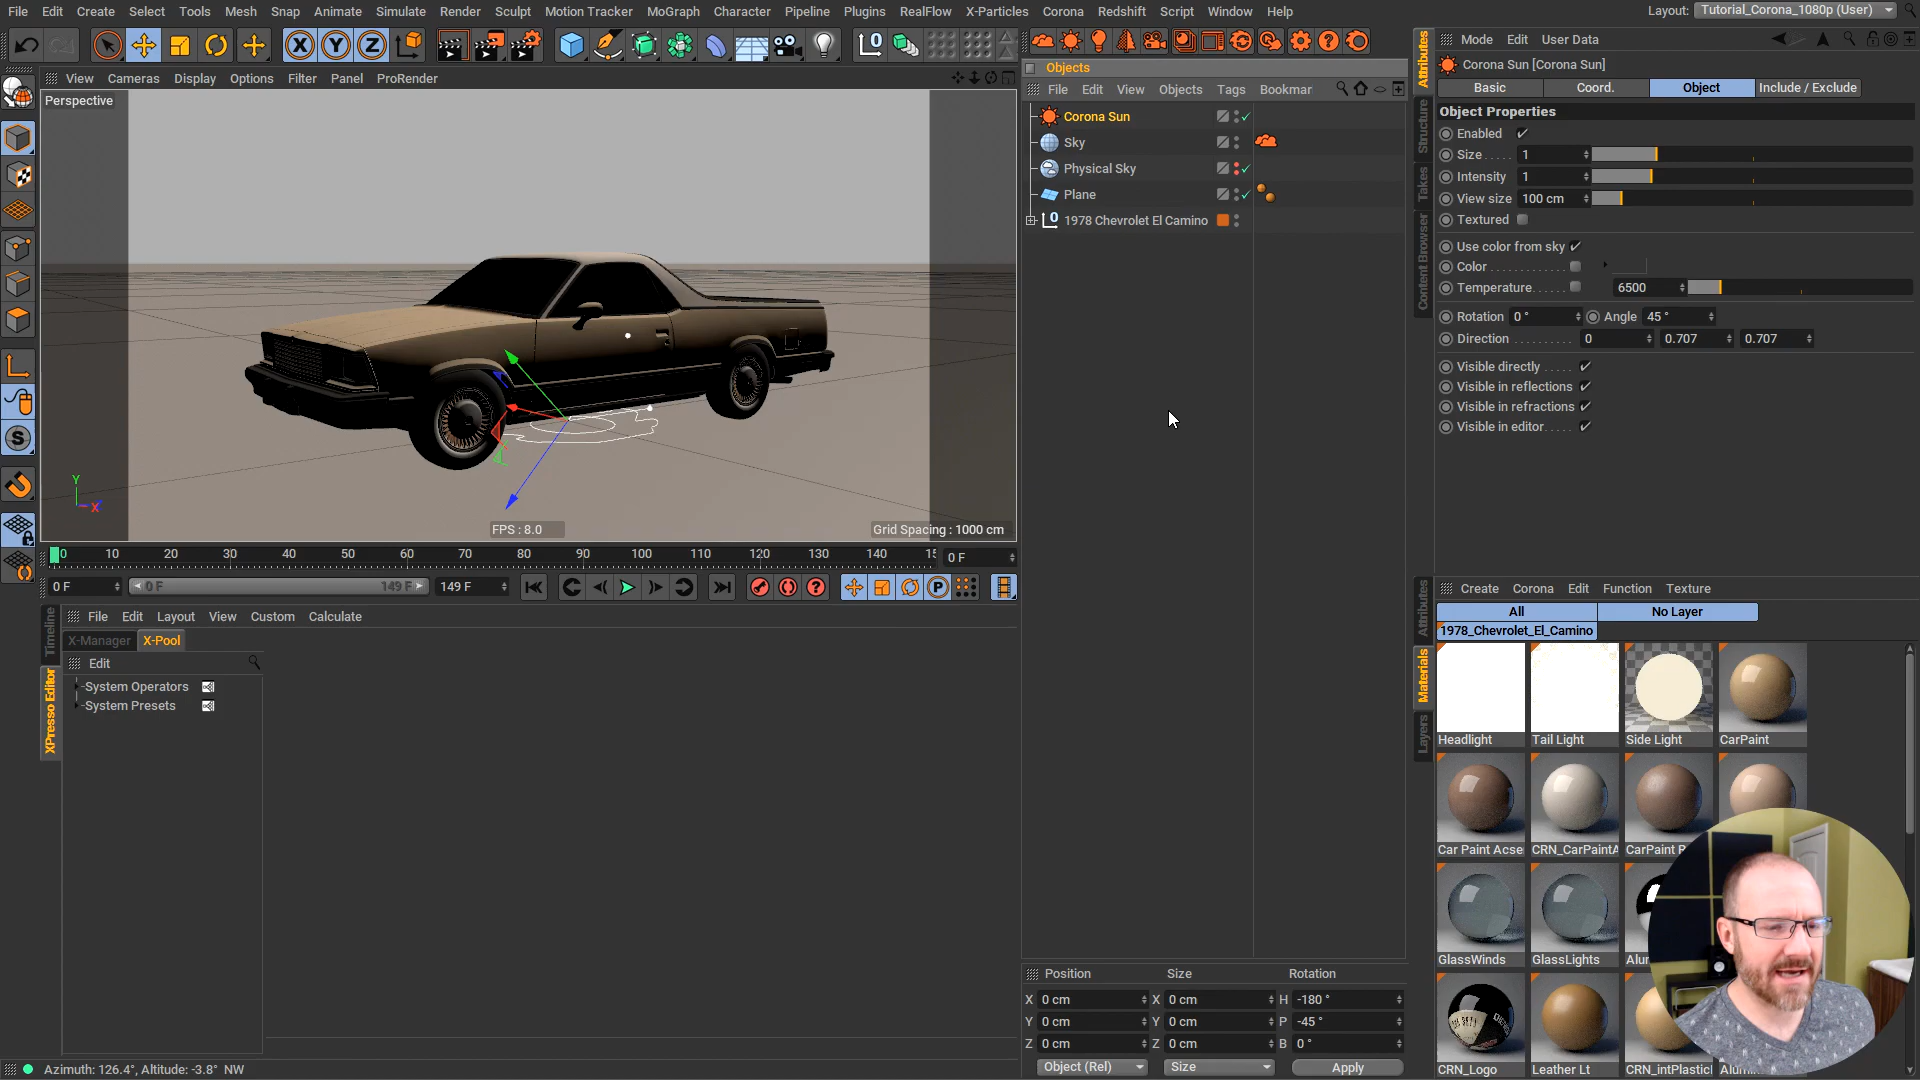 File Edit Create Select Tools Mesh Snap Animate Simulate Render Sculpt Motion Tracker MoGraph Character Pipeline Plugins RealFlow X-Particles Corona Redshift Script Window Help
Layout: Tutorial_Corona_1080p (User)
X Y Z
View Cameras Display Options Filter Panel ProRender
Perspective
Y
X
FPS : 8.0
Grid Spacing : 1000 cm
0 10 20 30 40 50 60 70 80 90 100 110 120 130 140 15
0 F
0 F
0 F
149 F
149 F
File Edit Layout View Custom Calculate
Timeline
XPresso Editor
X-Manager X-Pool
Edit
System Operators
System Presets
Azimuth: 126.4°, Altitude: -3.8° NW
Objects
File Edit View Objects Tags Bookmar
Corona Sun
Sky
Physical Sky
Plane
1978 Chevrolet El Camino
Position Size Rotation
X 0 cm X 0 cm H -180 °
Y 0 cm Y 0 cm P -45 °
Z 0 cm Z 0 cm B 0 °
Object (Rel) Size Apply
Attributes
Structure
Takes
Content Browser
Mode Edit User Data
Corona Sun [Corona Sun]
Basic Coord. Object Include / Exclude
Object Properties
Enabled
Size 1
Intensity 1
View size 100 cm
Textured
Use color from sky
Color
Temperature 6500
Rotation 0 ° Angle 45 °
Direction 0 0.707 0.707
Visible directly
Visible in reflections
Visible in refractions
Visible in editor
Attributes
Materials
Layers
Create Corona Edit Function Texture
All No Layer
1978_Chevrolet_El_Camino
Headlight Tail Light Side Light CarPaint
Car Paint Acse CRN_CarPaintA CarPaint
GlassWinds GlassLights
CRN_Logo Leather Lt CRN_intPlastic